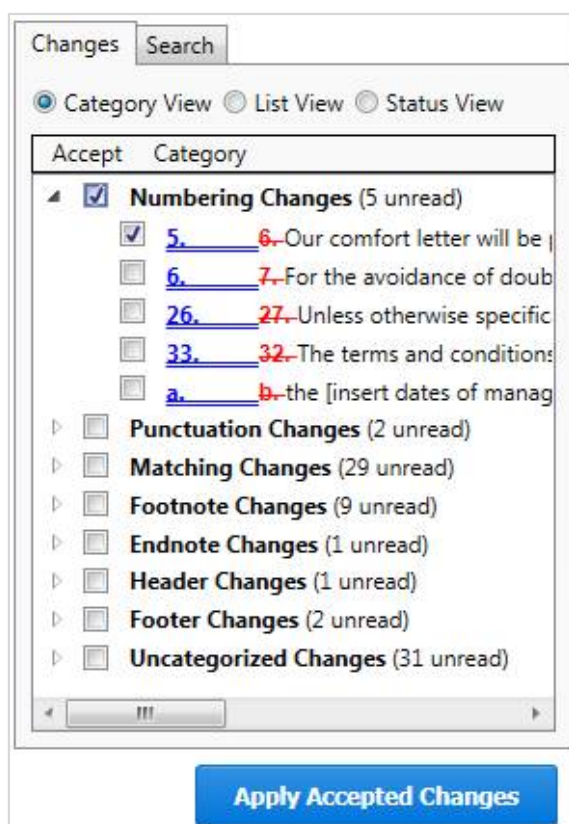 Changes Search
Category View List View Status View
Accept Category
Numbering Changes (5 unread)
5. 6. Our comfort letter will be
6. 7. For the avoidance of doub
26. 27. Unless otherwise specific
33. 32. The terms and conditions
a. b. the [insert dates of manag
Punctuation Changes (2 unread)
Matching Changes (29 unread)
Footnote Changes (9 unread)
Endnote Changes (1 unread)
Header Changes (1 unread)
Footer Changes (2 unread)
Uncategorized Changes (31 unread)
Apply Accepted Changes